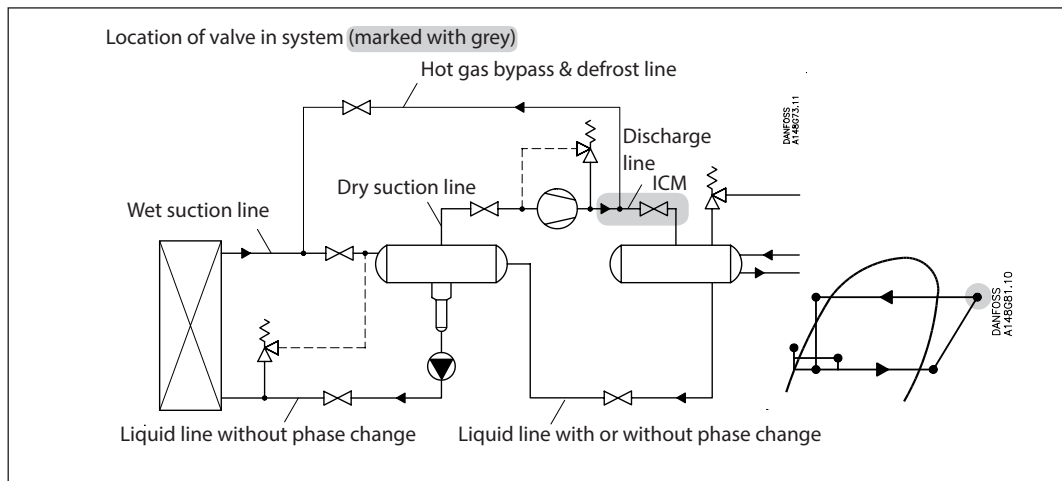 Location of valve in system (marked with grey)
Hot gas bypass & defrost line
DANFOSS
A148G73.11
Discharge
line
ICM
Dry suction line
Wet suction line
DANFOSS
A148G81.10
Liquid line without phase change
Liquid line with or without phase change